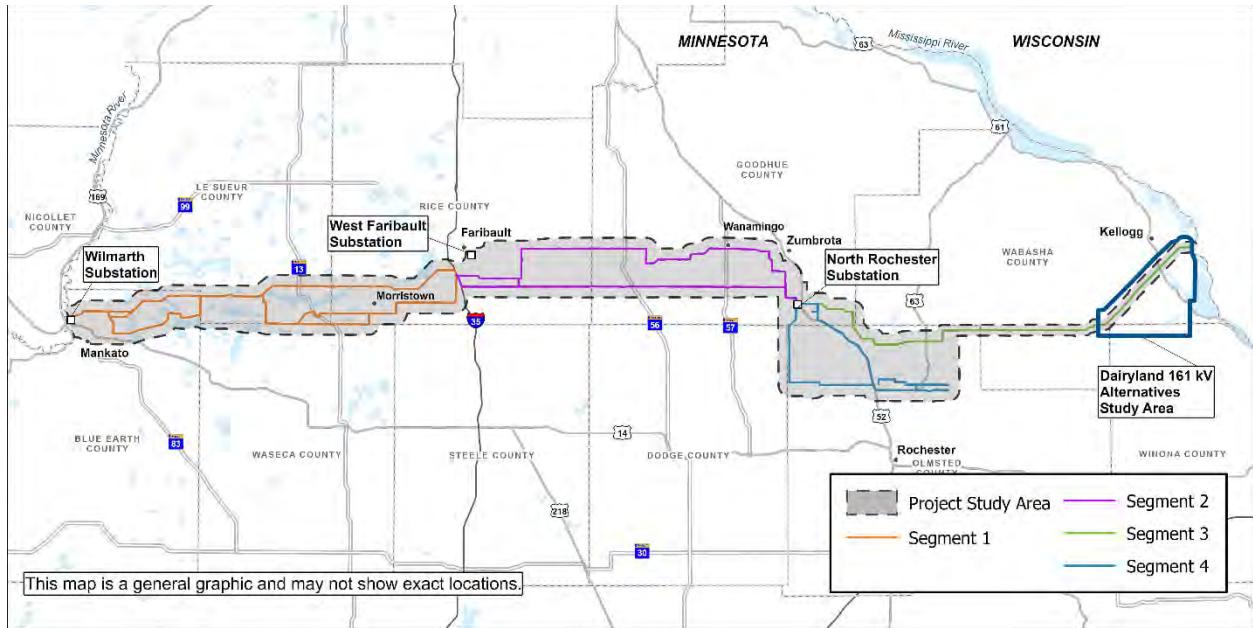 MINNESOTA
WISCONSIN
Mississippi River
63
61
Minnesota River
169
LE SUEUR
COUNTY
99
NICOLLET
COUNTY
RICE COUNTY
GOODHUE
COUNTY
West Faribault
Substation
Faribault
Wanamingo
Zumbrota
Kellogg
WABASHA
COUNTY
Wilmarth
Substation
13
Morristown
North Rochester
Substation
63
35
56
57
Mankato
Dairyland 161 kV
Alternatives
Study Area
52
14
BLUE EARTH
COUNTY
83
WASECA COUNTY
STEELE COUNTY
DODGE COUNTY
Rochester
OLMSTED
COUNTY
WINONA COUNTY
218
30
Project Study Area
Segment 1
Segment 2
Segment 3
Segment 4
This map is a general graphic and may not show exact locations.